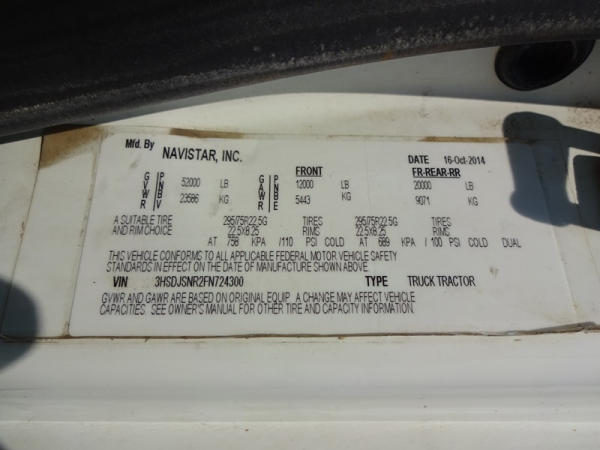 Mfd. By NAVISTAR, INC. DATE 16-Oct-2014
FRONT FR-REAR-RR
GVWR PNBV 52000 LB GAWR PNBE 12000 LB 20000 LB
23586 KG 5443 KG 9071 KG
A SUITABLE TIRE 295/75R22.5G TIRES 295/75R22.5G TIRES
AND RIM CHOICE 22.5X8.25 RIMS 22.5X8.25 RIMS
AT 758 KPA /110 PSI COLD AT 689 KPA / 100 PSI COLD DUAL
THIS VEHICLE CONFORMS TO ALL APPLICABLE FEDERAL MOTOR VEHICLE SAFETY
STANDARDS IN EFFECT ON THE DATE OF MANUFACTURE SHOWN ABOVE.
VIN 3HSDJSNR2FN724300 TYPE TRUCK TRACTOR
GVWR AND GAWR ARE BASED ON ORIGINAL EQUIP. A CHANGE MAY AFFECT VEHICLE
CAPACITIES. SEE OWNER'S MANUAL FOR OTHER TIRE AND CAPACITY INFORMATION.